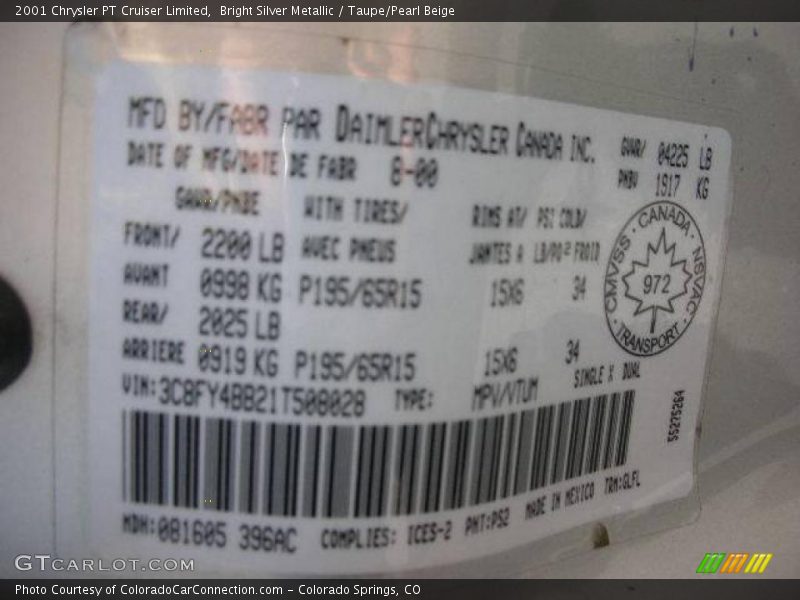 2001 Chrysler PT Cruiser Limited,  Bright Silver Metallic / Taupe/Pearl Beige
MFD BY/FABR PAR DAIMLERCHRYSLER CANADA INC.
GVWR/ 04225 LB
DATE OF MFG/DATE DE FABR 8-00
PNBV 1917 KG
GAWR/PNBE WITH TIRES/ RIMS AT/ PSI COLD/
FRONT/ 2200 LB AVEC PNEUS JANTES A LB/PO² FROID
AVANT 0998 KG P195/65R15 15X6 34
REAR/ 2025 LB
ARRIERE 0919 KG P195/65R15 15X6 34
CANADA · NSVAC · TRANSPORT · CMVSS ·
972
SINGLE X DUAL
VIN:3C8FY4BB21T508028 TYPE: MPV/VTUM
55275264
MDH:081605 396AC COMPLIES: ICES-2 PNT:PS2 MADE IN MEXICO TRM:GLFL
GTCARLOT.COM
Photo Courtesy of ColoradoCarConnection.com – Colorado Springs, CO